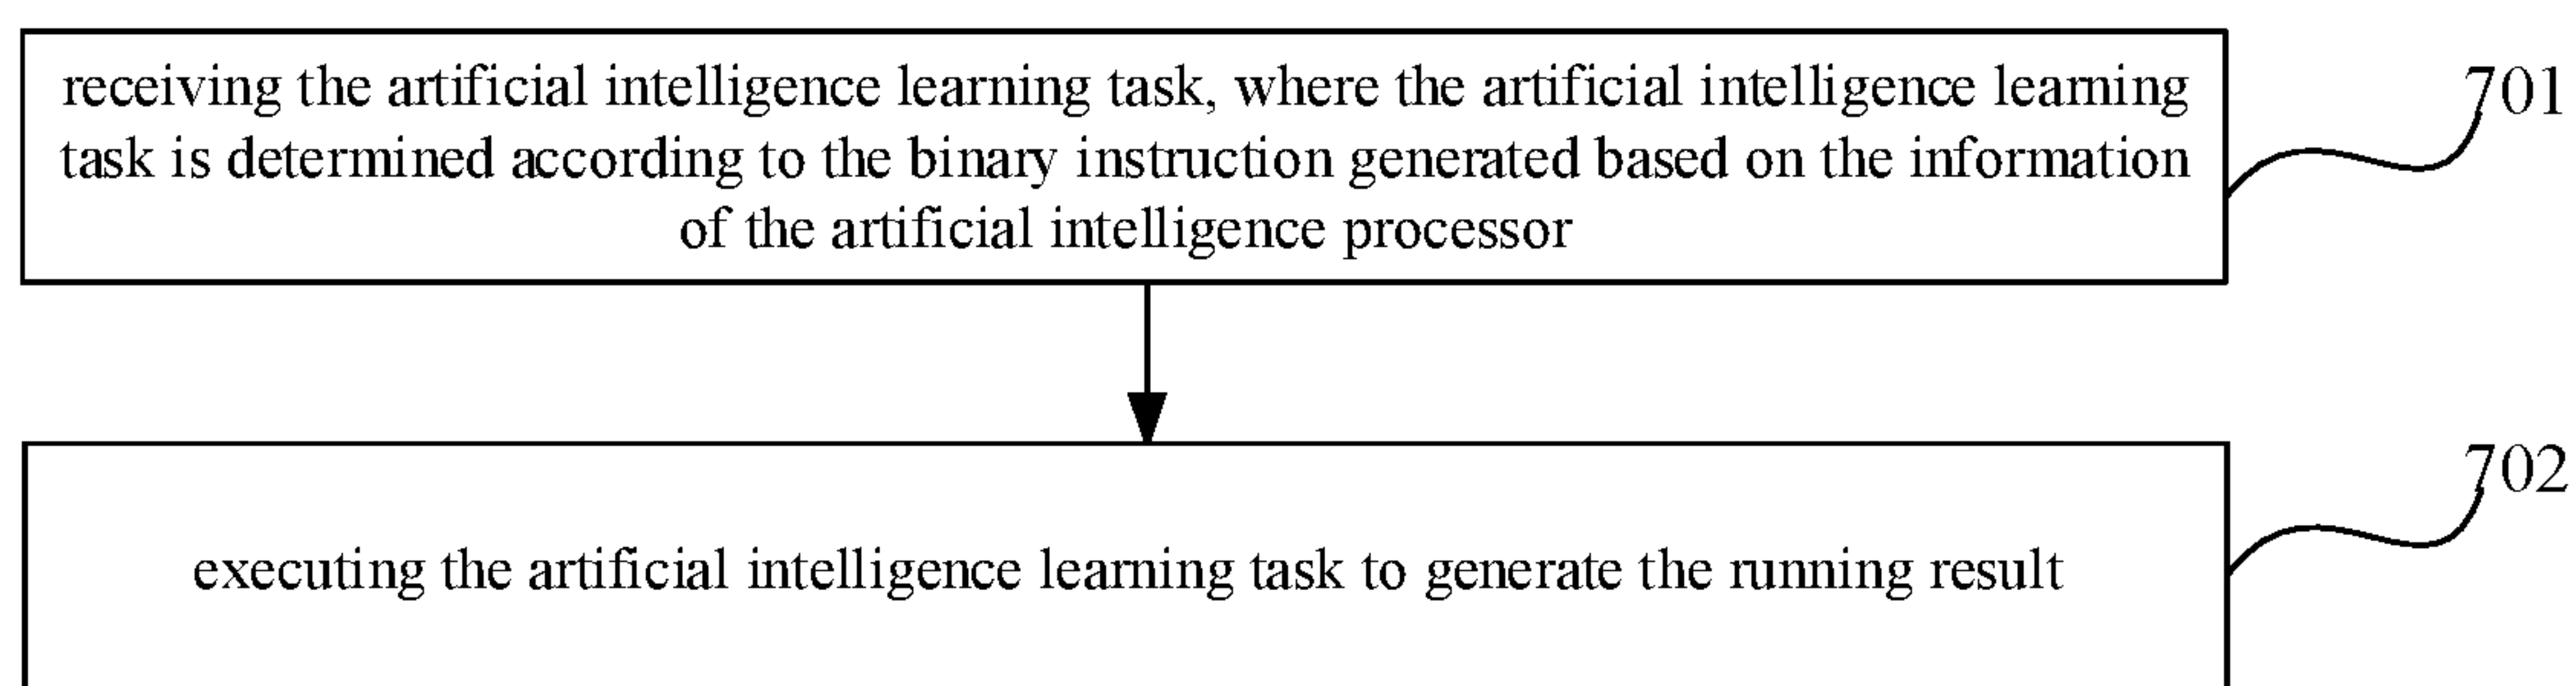 receiving the artificial intelligence learning task, where the artificial intelligence learning
701
task is determined according to the binary instruction generated based on the information
of the artificial intelligence processor
702
executing the artificial intelligence learning task to generate the running result